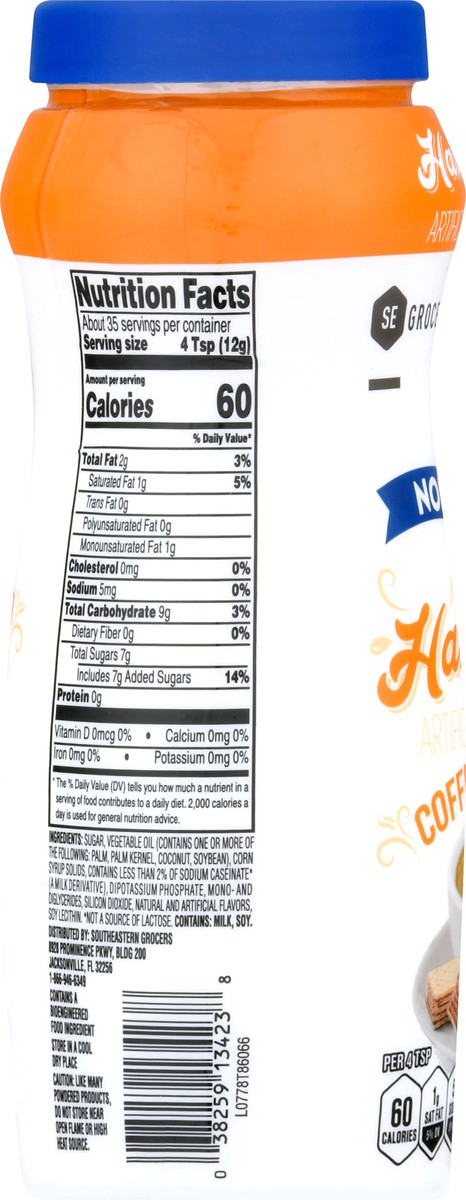 Nutrition Facts
About 35 servings per container
Serving size 4 Tsp (12g)
Amount per serving
Calories 60
% Daily Value*
Total Fat 2g 3%
Saturated Fat 1g 5%
Trans Fat 0g
Polyunsaturated Fat 0g
Monounsaturated Fat 1g
Cholesterol 0mg 0%
Sodium 5mg 0%
Total Carbohydrate 9g 3%
Dietary Fiber 0g 0%
Total Sugars 7g
Includes 7g Added Sugars 14%
Protein 0g
Vitamin D 0mcg 0% • Calcium 0mg 0%
Iron 0mg 0% • Potassium 0mg 0%
* The % Daily Value (DV) tells you how much a nutrient in a
serving of food contributes to a daily diet. 2,000 calories a
day is used for general nutrition advice.
INGREDIENTS: SUGAR, VEGETABLE OIL (CONTAINS ONE OR MORE OF
THE FOLLOWING: PALM, PALM KERNEL, COCONUT, SOYBEAN), CORN
SYRUP SOLIDS, CONTAINS LESS THAN 2% OF SODIUM CASEINATE*
(A MILK DERIVATIVE), DIPOTASSIUM PHOSPHATE, MONO- AND
DIGLYCERIDES, SILICON DIOXIDE, NATURAL AND ARTIFICIAL FLAVORS,
SOY LECITHIN. *NOT A SOURCE OF LACTOSE. CONTAINS: MILK, SOY.
DISTRIBUTED BY: SOUTHEASTERN GROCERS
8928 PROMINENCE PKWY, BLDG 200
JACKSONVILLE, FL 32256
1-866-946-6349
CONTAINS A
BIOENGINEERED
FOOD INGREDIENT
STORE IN A COOL
DRY PLACE
CAUTION: LIKE MANY
POWDERED PRODUCTS,
DO NOT STORE NEAR
OPEN FLAME OR HIGH
HEAT SOURCE.
0 38259 13423 8
L0778T86066
Ha
ARTIFIC
SE GROCE
NO
Ha
ARTIFIC
COFF
PER 4 TSP
60 CALORIES
1g SAT FAT 5% DV